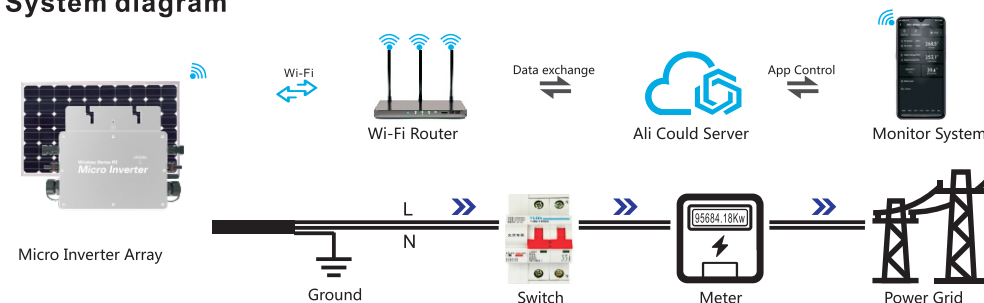 System diagram
Wi-Fi
Data exchange
App Control
Wi-Fi Router
Ali Could Server
Monitor System
Micro Inverter
L
N
95684.18Kw
Micro Inverter Array
Ground
Switch
Meter
Power Grid